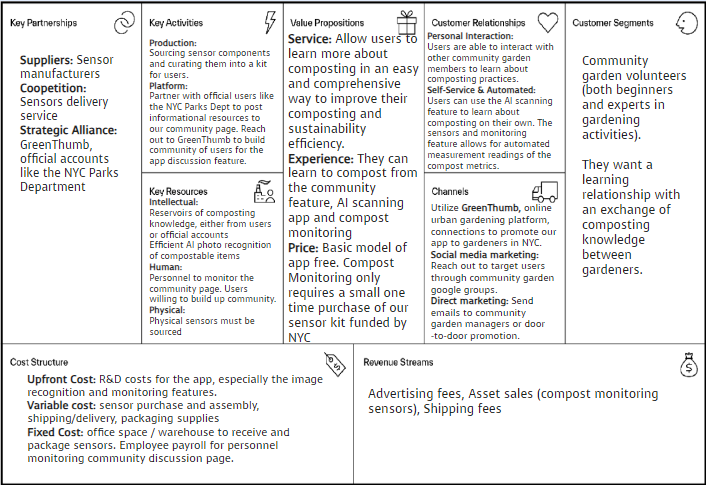 Key Partnerships
Suppliers: Sensor
manufacturers
Coopetition:
Sensors delivery
service
Strategic Alliance:
GreenThumb,
official accounts
like the NYC Parks
Department
Key Activities
Production:
Sourcing sensor components
and curating them into a kit
for users.
Platform:
Partner with official users like
the NYC Parks Dept to post
informational resources to
our community page. Reach
out to GreenThumb to build
community of users for the
app discussion feature.
Key Resources
Intellectual:
Reservoirs of composting
knowledge, either from users
or official accounts
Efficient AI photo recognition
of compostable items
Human:
Personnel to monitor the
community page. Users
willing to build up community.
Physical:
Physical sensors must be
sourced
Value Propositions
Service: Allow users to
learn more about
composting in an easy
and comprehensive
way to improve their
composting and
sustainability
efficiency.
Experience: They can
learn to compost from
the community
feature, AI scanning
app and compost
monitoring
Price: Basic model of
app free. Compost
Monitoring only
requires a small one
time purchase of our
sensor kit funded by
NYC
Customer Relationships
Personal Interaction:
Users are able to interact with
other community garden
members to learn about
composting practices.
Self-Service & Automated:
Users can use the AI scanning
feature to learn about
composting on their own. The
sensors and monitoring
feature allows for automated
measurement readings of the
compost metrics.
Channels
Utilize GreenThumb, online
urban gardening platform,
connections to promote our
app to gardeners in NYC.
Social media marketing:
Reach out to target users
through community garden
google groups.
Direct marketing: Send
emails to community
garden managers or door
-to-door promotion.
Customer Segments
Community
garden volunteers
(both beginners
and experts in
gardening
activities).
They want a
learning
relationship with
an exchange of
composting
knowledge
between
gardeners.
Cost Structure
Upfront Cost: R&D costs for the app, especially the image
recognition and monitoring features.
Variable cost: sensor purchase and assembly,
shipping/delivery, packaging supplies
Fixed Cost: office space / warehouse to receive and
package sensors. Employee payroll for personnel
monitoring community discussion page.
Revenue Streams
Advertising fees, Asset sales (compost monitoring
sensors), Shipping fees